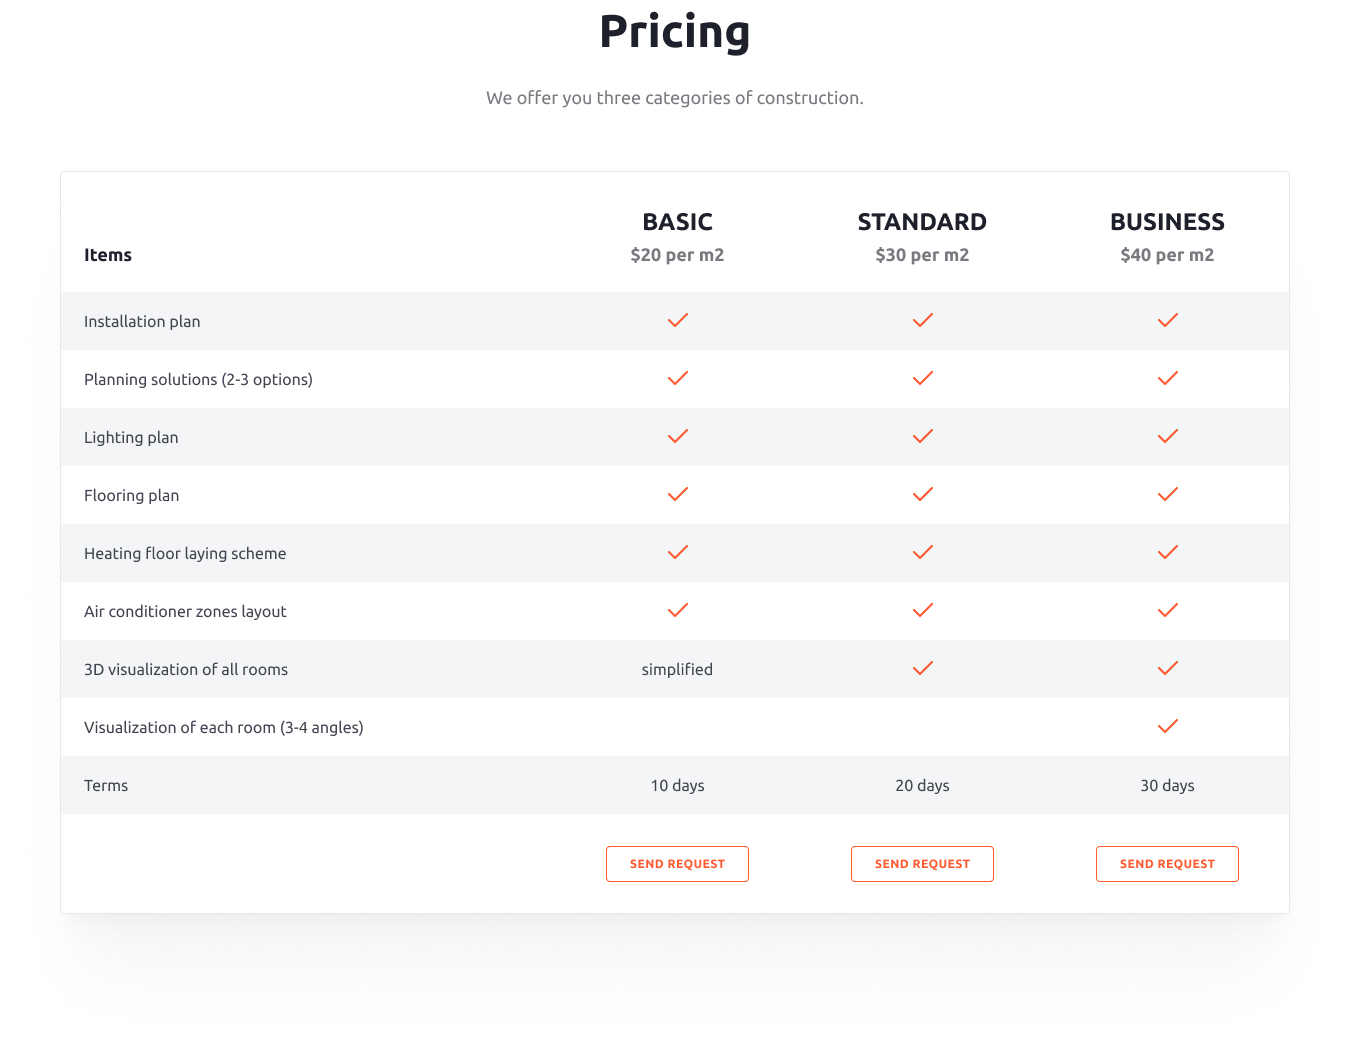 Pricing
We offer you three categories of construction.
BASIC STANDARD BUSINESS
Items $20 per m2 $30 per m2 $40 per m2
Installation plan
Planning solutions (2-3 options)
Lighting plan
Flooring plan
Heating floor laying scheme
Air conditioner zones layout
3D visualization of all rooms simplified
Visualization of each room (3-4 angles)
Terms 10 days 20 days 30 days
SEND REQUEST SEND REQUEST SEND REQUEST